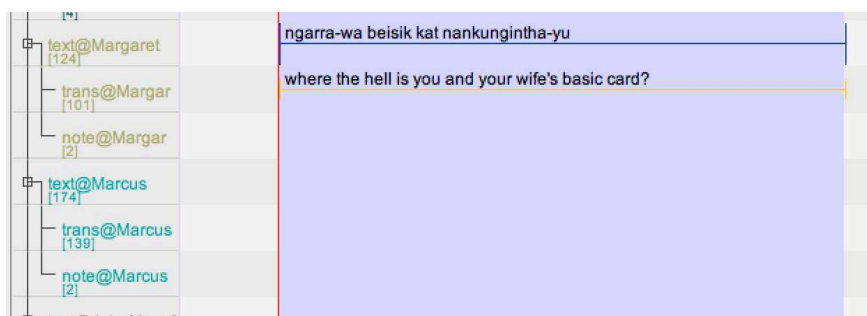 [4]
text@Margaret
[124]
ngarra-wa beisik kat nankungintha-yu
trans@Margar
[101]
where the hell is you and your wife's basic card?
note@Margar
[2]
text@Marcus
[174]
trans@Marcus
[139]
note@Marcus
[2]